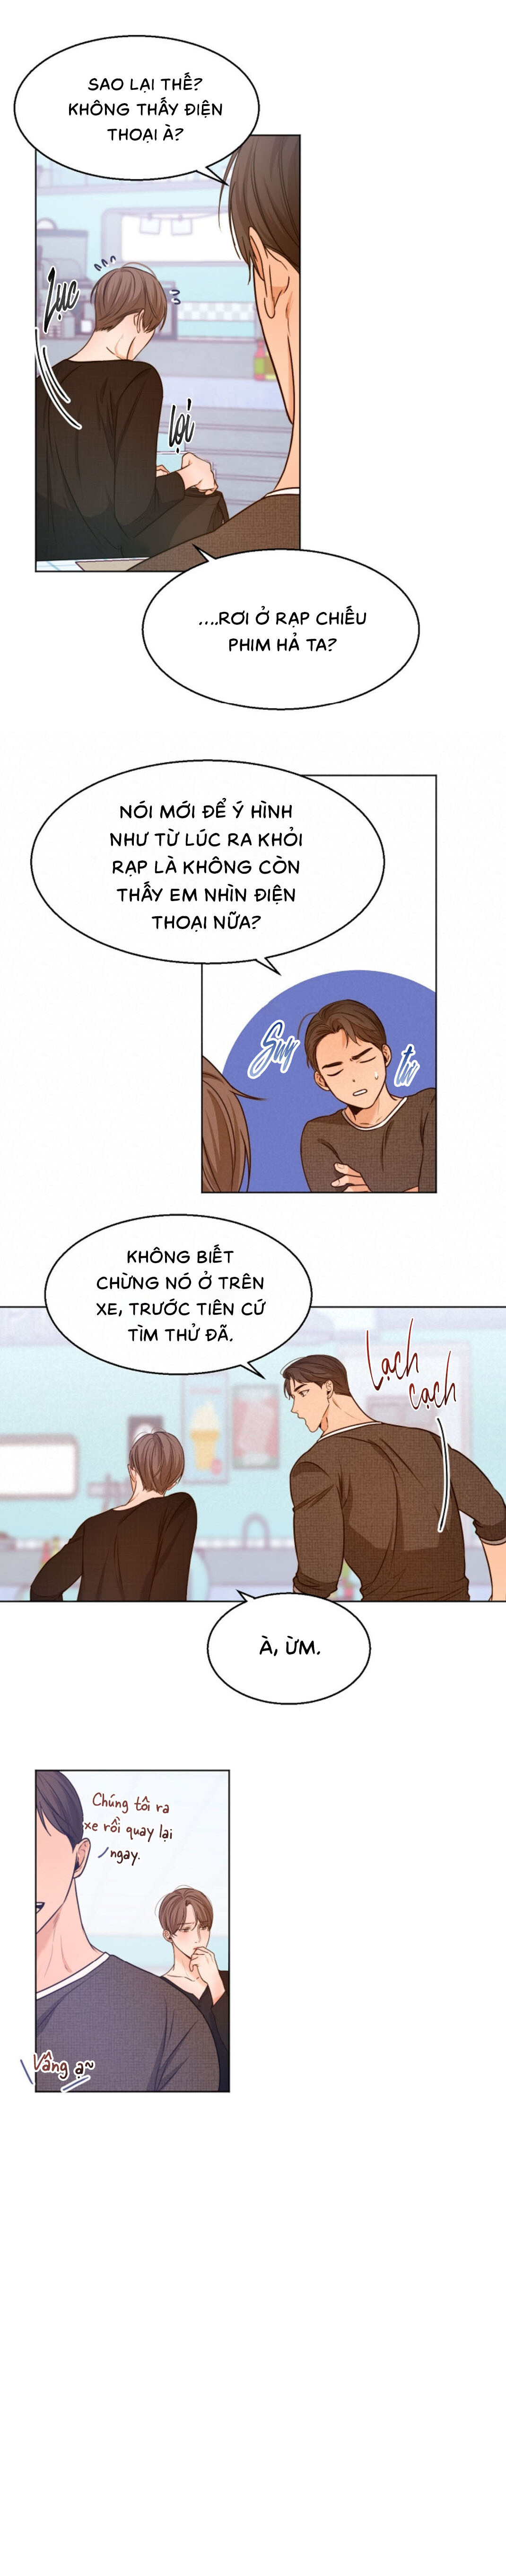 SAO LẠI THẾ?
KHÔNG THẤY ĐIỆN
THOẠI À?
Lục
lọi
....RƠI Ở RẠP CHIẾU
PHIM HẢ TA?
NÓI MỚI ĐỂ Ý HÌNH
NHƯ TỪ LÚC RA KHỎI
RẠP LÀ KHÔNG CÒN
THẤY EM NHÌN ĐIỆN
THOẠI NỮA?
Suy
tư
KHÔNG BIẾT
CHỪNG NÓ Ở TRÊN
XE, TRƯỚC TIÊN CỨ
TÌM THỬ ĐÃ.
Lạch
cạch
À, ỪM.
Chúng tôi ra
xe rồi quay lại
ngay.
Vâng ạ~